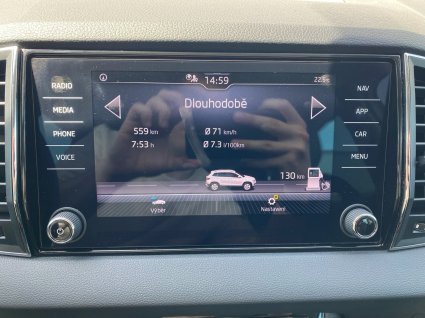 14:59
22.5°C
RADIO
MEDIA
PHONE
VOICE
Dlouhodobě
559 km
Ø 71 km/h
7:53 h
Ø 7.3 l/100km
130 km
Výběr
Nastavení
NAV
APP
CAR
MENU